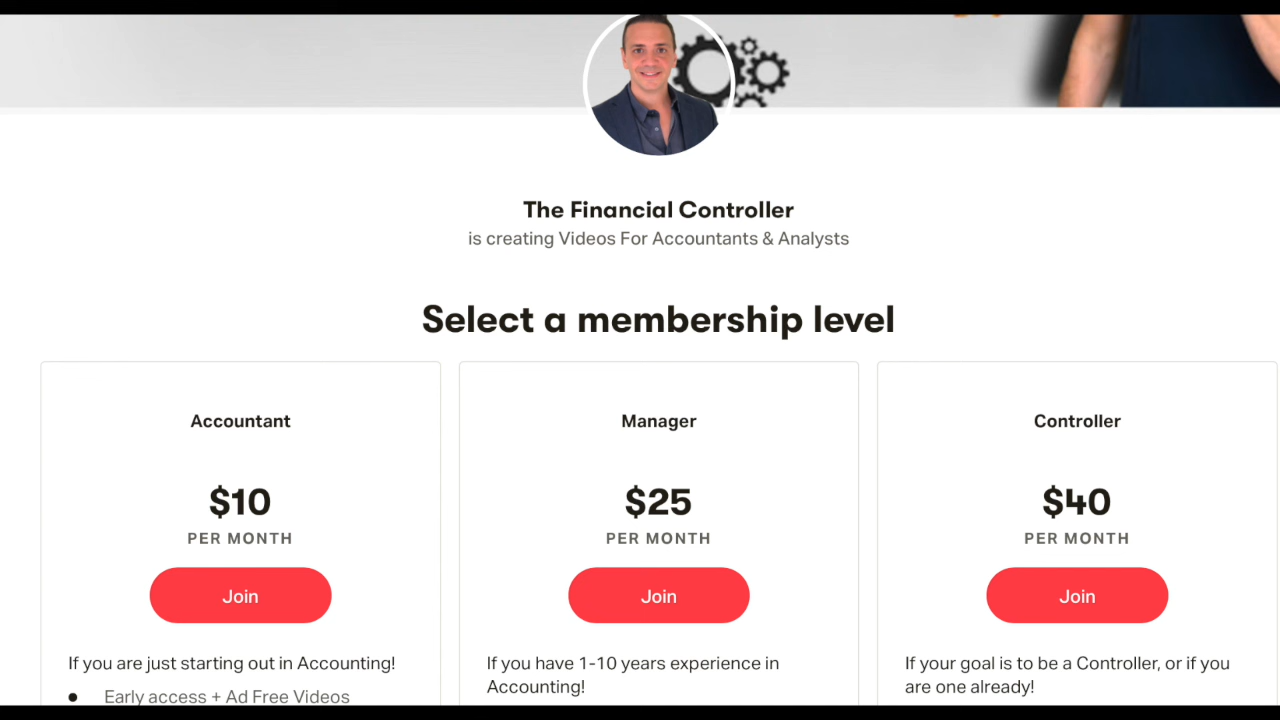 The Financial Controller
is creating Videos For Accountants & Analysts
Select a membership level
Accountant
$10
PER MONTH
Join
If you are just starting out in Accounting!
Early access + Ad Free Videos
Manager
$25
PER MONTH
Join
If you have 1-10 years experience in
Accounting!
Controller
$40
PER MONTH
Join
If your goal is to be a Controller, or if you
are one already!